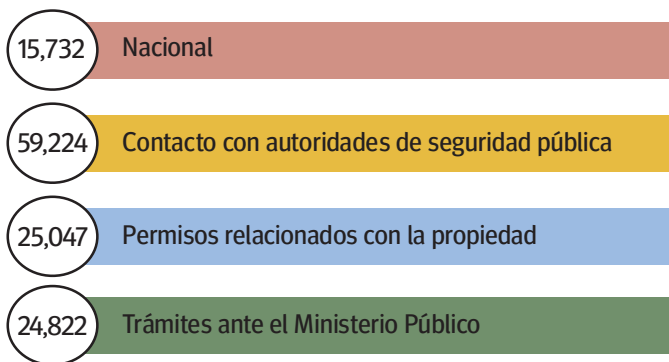 15,732 Nacional
59,224 Contacto con autoridades de seguridad pública
25,047 Permisos relacionados con la propiedad
24,822 Trámites ante el Ministerio Público